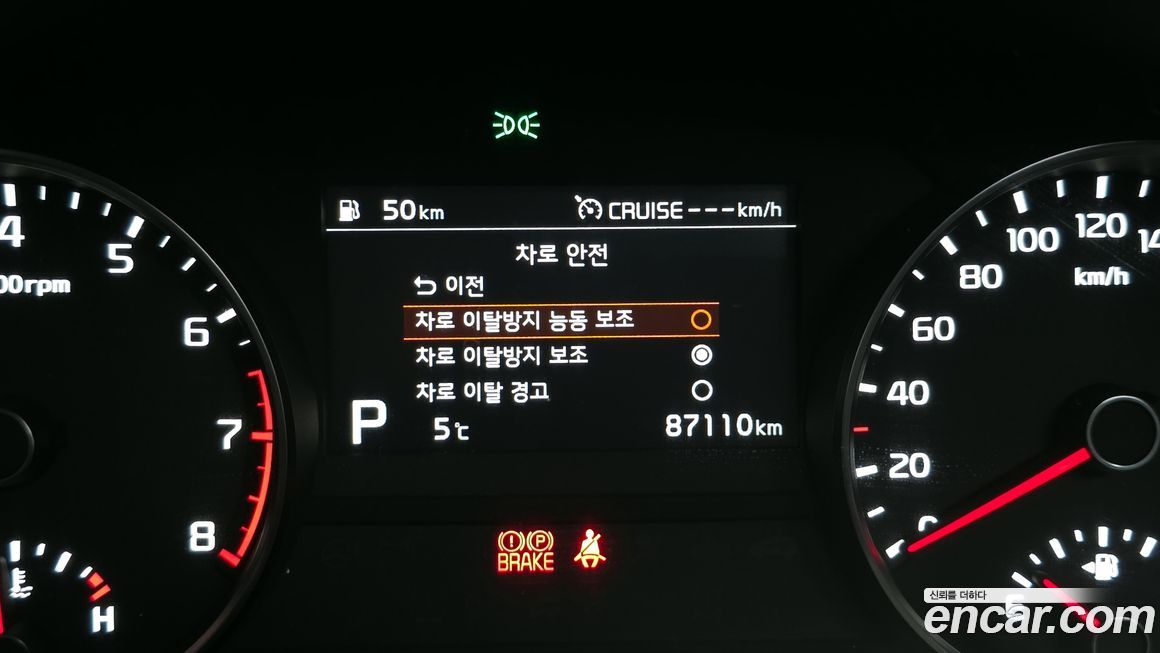 50km
CRUISE---km/h
차로 안전
이전
차로 이탈방지 능동 보조
차로 이탈방지 보조
차로 이탈 경고
P
5℃
87110km
4
5
6
7
8
00rpm
H
BRAKE
0
20
40
60
80
100
120
14
km/h
신뢰를 더하다
encar.com